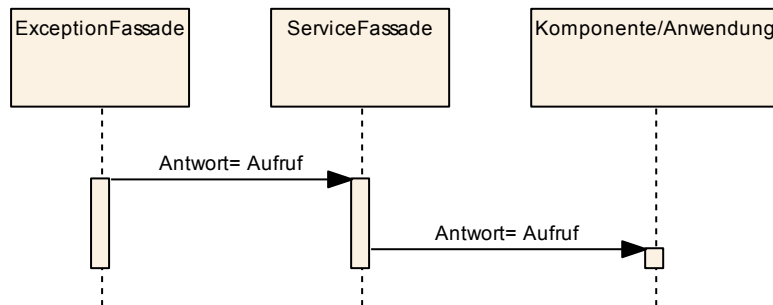 ExceptionFassade
ServiceFassade
Komponente/Anwendung
Antwort= Aufruf
Antwort= Aufruf